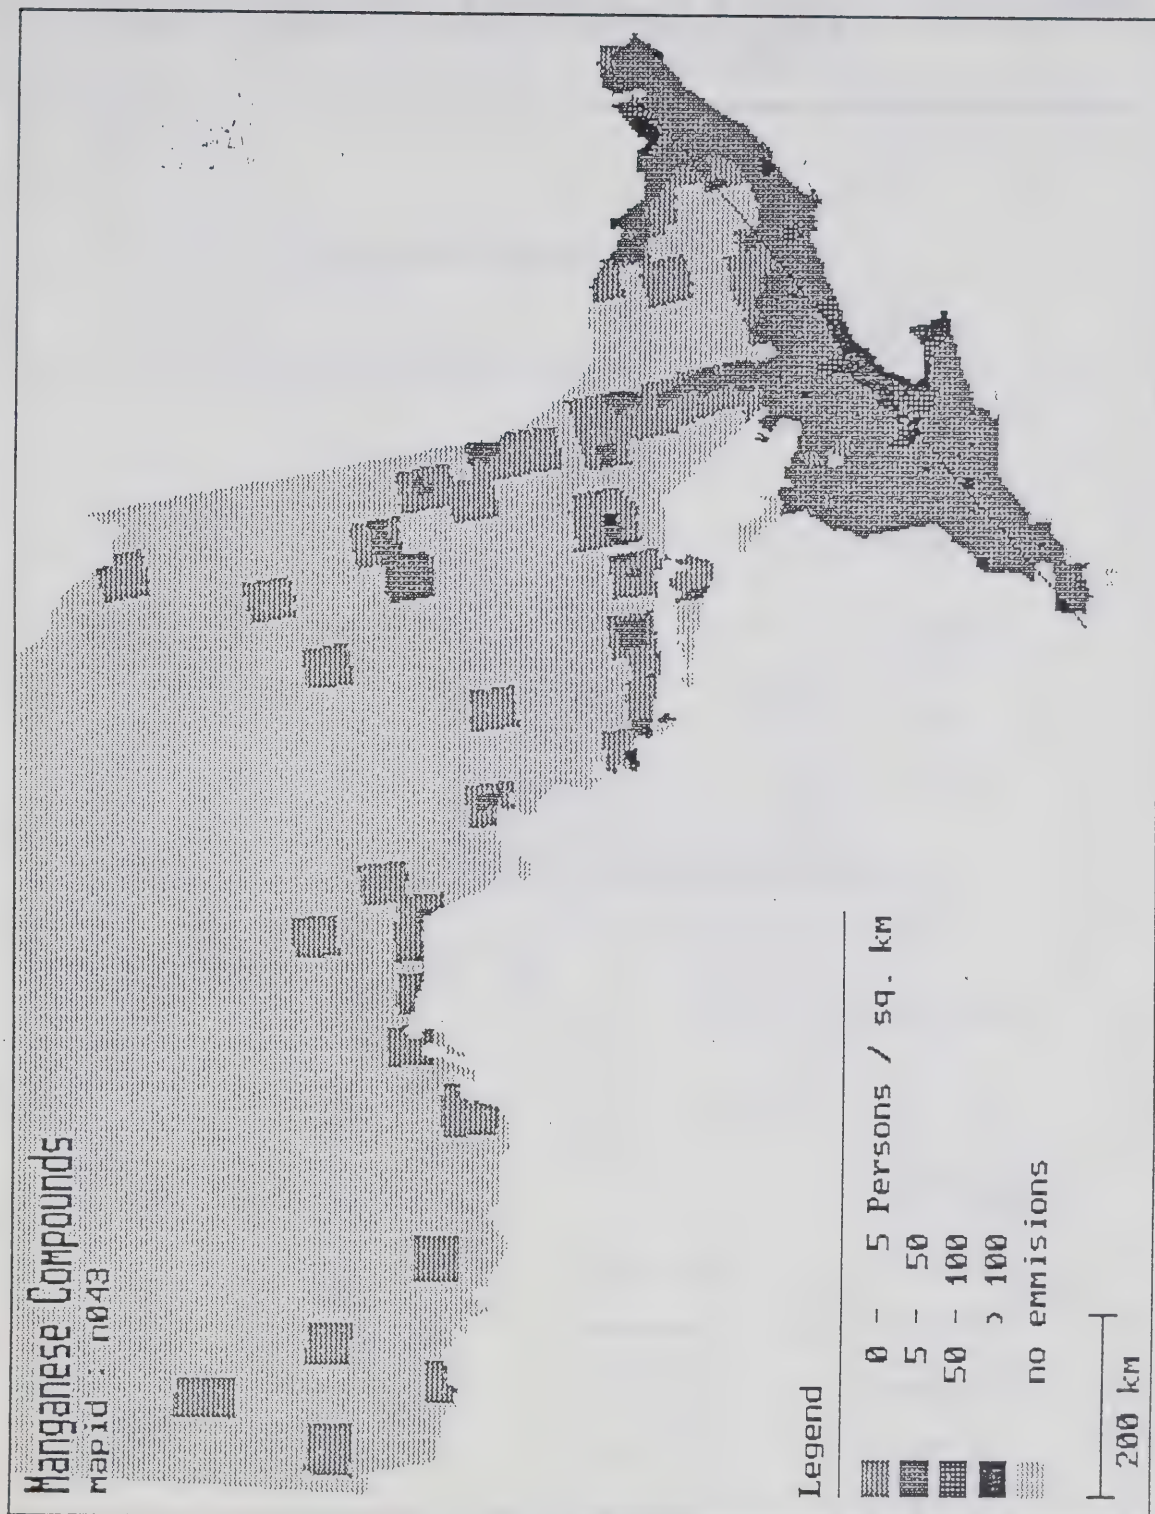 Manganese Compounds
mapid : n043
Legend
0 - 5 Persons / sq. km
5 - 50
50 - 100
> 100
no emmisions
200 km